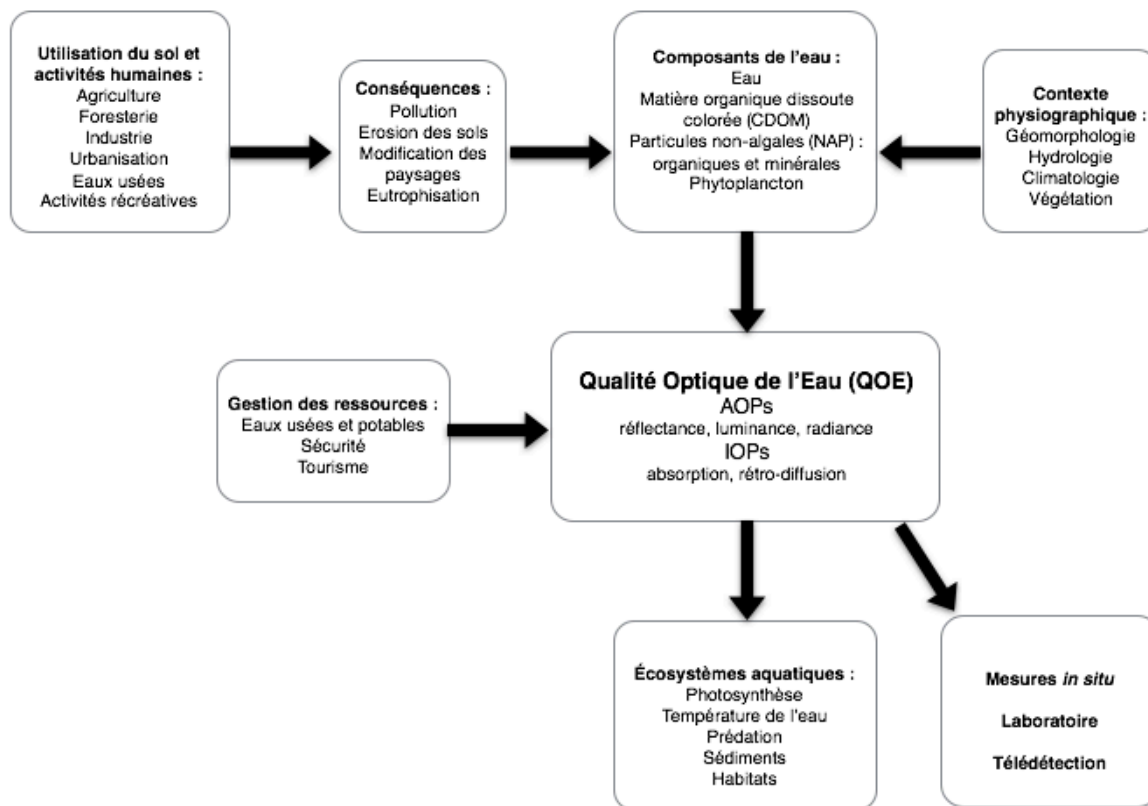 Utilisation du sol et
activités humaines :
Agriculture
Foresterie
Industrie
Urbanisation
Eaux usées
Activités récréatives
Conséquences :
Pollution
Erosion des sols
Modification des
paysages
Eutrophisation
Composants de l'eau :
Eau
Matière organique dissoute
colorée (CDOM)
Particules non-algales (NAP) :
organiques et minérales
Phytoplancton
Contexte
physiographique :
Géomorphologie
Hydrologie
Climatologie
Végétation
Gestion des ressources :
Eaux usées et potables
Sécurité
Tourisme
Qualité Optique de l'Eau (QOE)
AOPs
réflectance, luminance, radiance
IOPs
absorption, rétro-diffusion
Écosystèmes aquatiques :
Photosynthèse
Température de l'eau
Prédation
Sédiments
Habitats
Mesures in situ
Laboratoire
Télédétection